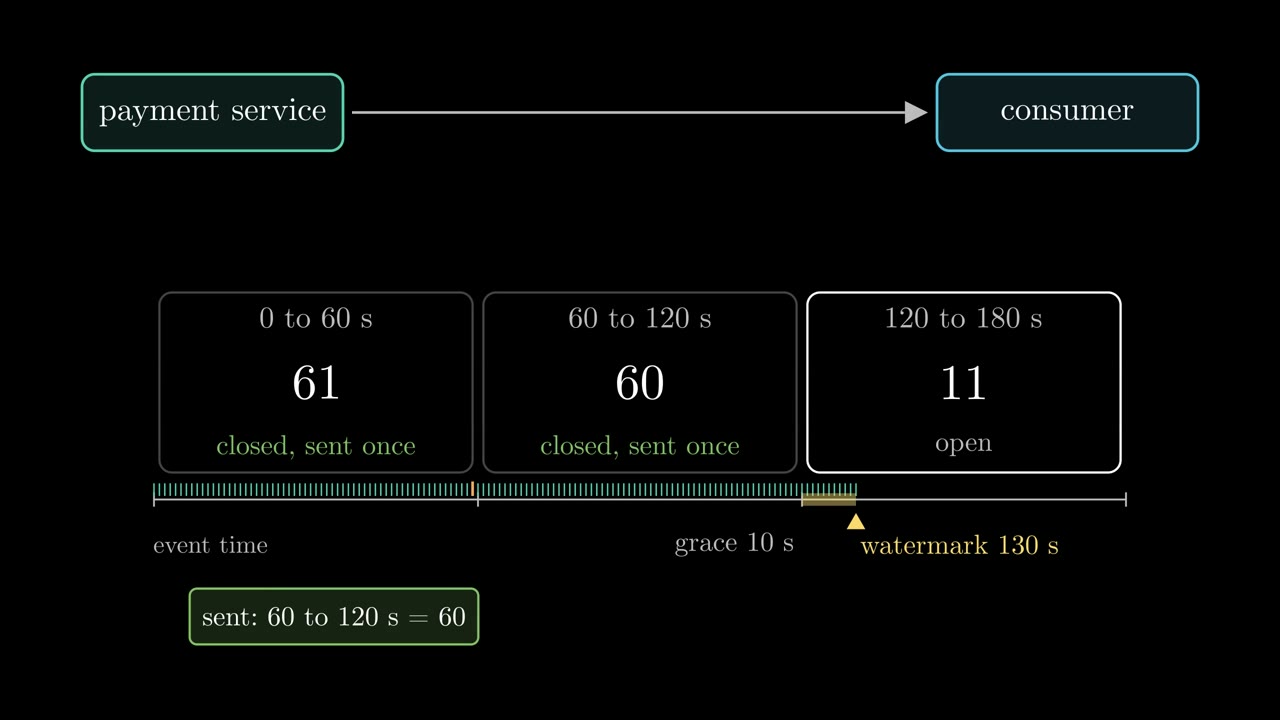 payment service
consumer
0 to 60 s
61
closed, sent once
60 to 120 s
60
closed, sent once
120 to 180 s
11
open
event time
grace 10 s
watermark 130 s
sent: 60 to 120 s = 60